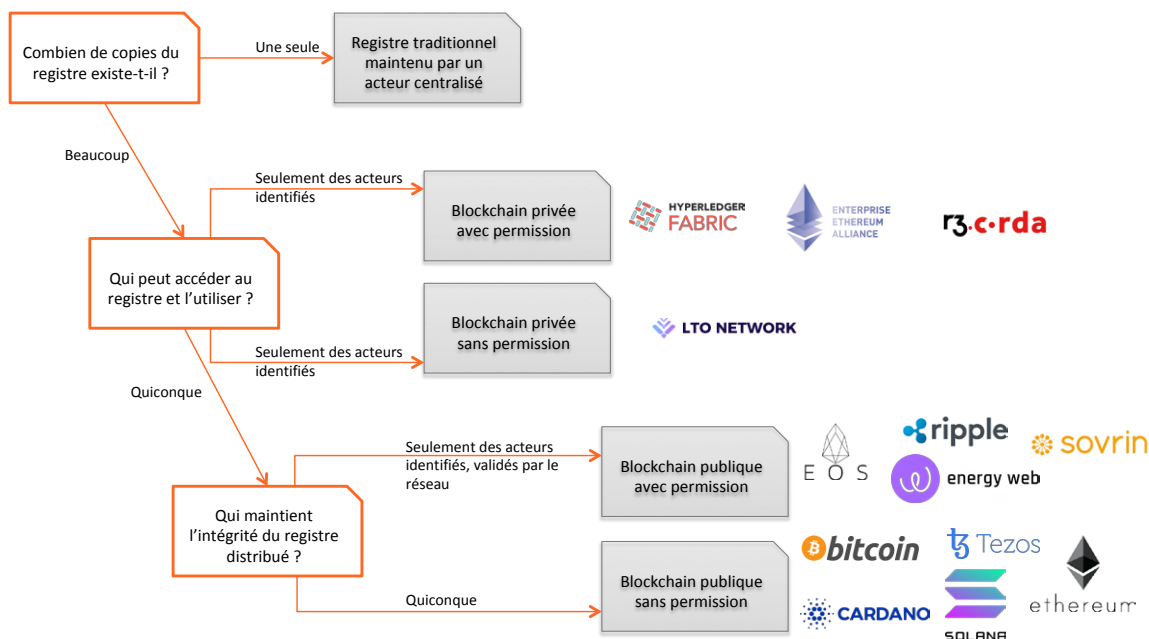 Combien de copies du
registre existe-t-il ?
Une seule
Registre traditionnel
maintenu par un
acteur centralisé
Beaucoup
Seulement des acteurs
identifiés
Blockchain privée
avec permission
HYPERLEDGER
FABRIC
ENTERPRISE
ETHEREUM
ALLIANCE
r3.c•rda
Qui peut accéder au
registre et l’utiliser ?
Blockchain privée
sans permission
LTO NETWORK
Seulement des acteurs
identifiés
Quiconque
Seulement des acteurs
identifiés, validés par le
réseau
Blockchain publique
avec permission
EOS
ripple
sovrin
energy web
Qui maintient
l’intégrité du registre
distribué ?
Quiconque
Blockchain publique
sans permission
bitcoin
Tezos
ethereum
CARDANO
SOLANA